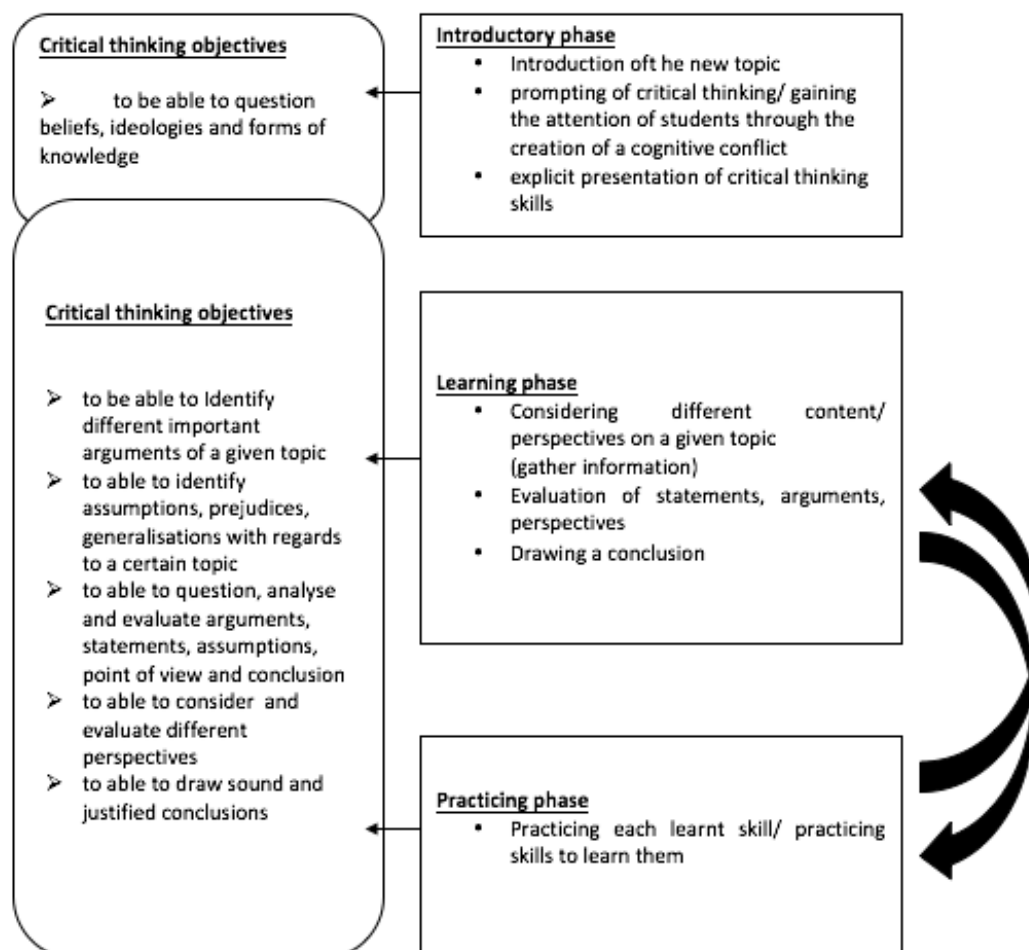 Critical thinking objectives
➢ to be able to question
beliefs, ideologies and forms of
knowledge
Introductory phase
• Introduction oft he new topic
• prompting of critical thinking/ gaining
the attention of students through the
creation of a cognitive conflict
• explicit presentation of critical thinking
skills
Critical thinking objectives
➢ to be able to Identify
different important
arguments of a given topic
➢ to able to identify
assumptions, prejudices,
generalisations with regards
to a certain topic
➢ to able to question, analyse
and evaluate arguments,
statements, assumptions,
point of view and conclusion
➢ to able to consider and
evaluate different
perspectives
➢ to able to draw sound and
justified conclusions
Learning phase
• Considering different content/
perspectives on a given topic
(gather information)
• Evaluation of statements, arguments,
perspectives
• Drawing a conclusion
Practicing phase
• Practicing each learnt skill/ practicing
skills to learn them